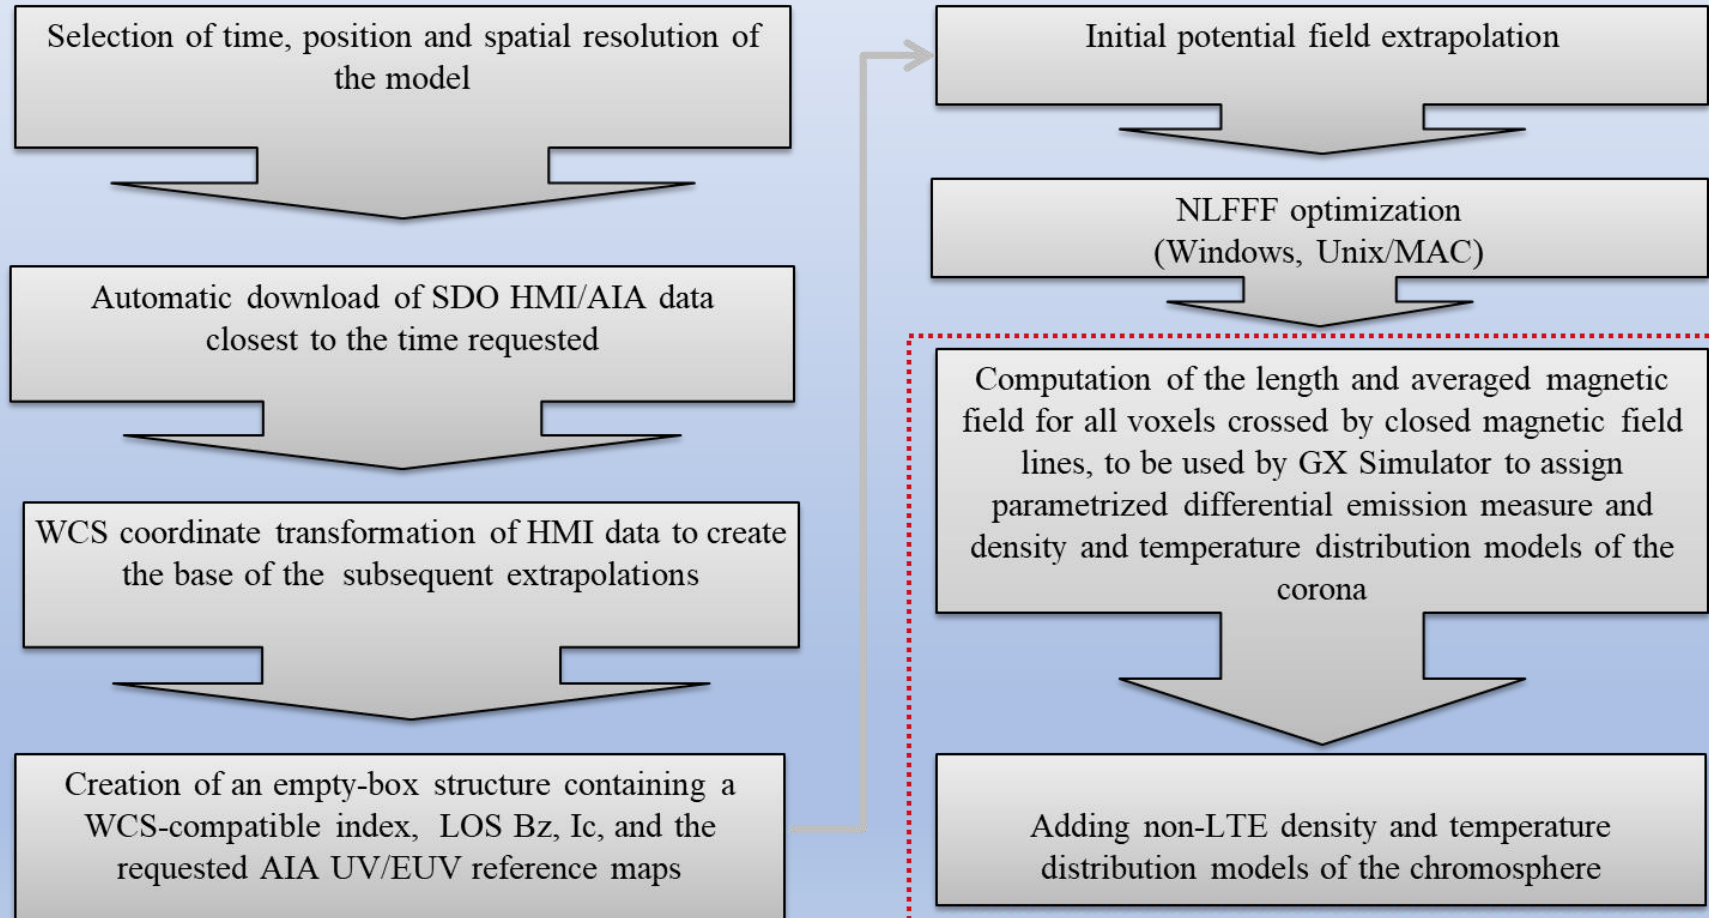 Selection of time, position and spatial resolution of
the model
Automatic download of SDO HMI/AIA data
closest to the time requested
WCS coordinate transformation of HMI data to create
the base of the subsequent extrapolations
Creation of an empty-box structure containing a
WCS-compatible index, LOS Bz, Ic, and the
requested AIA UV/EUV reference maps
Initial potential field extrapolation
NLFFF optimization
(Windows, Unix/MAC)
Computation of the length and averaged magnetic
field for all voxels crossed by closed magnetic field
lines, to be used by GX Simulator to assign
parametrized differential emission measure and
density and temperature distribution models of the
corona
Adding non-LTE density and temperature
distribution models of the chromosphere